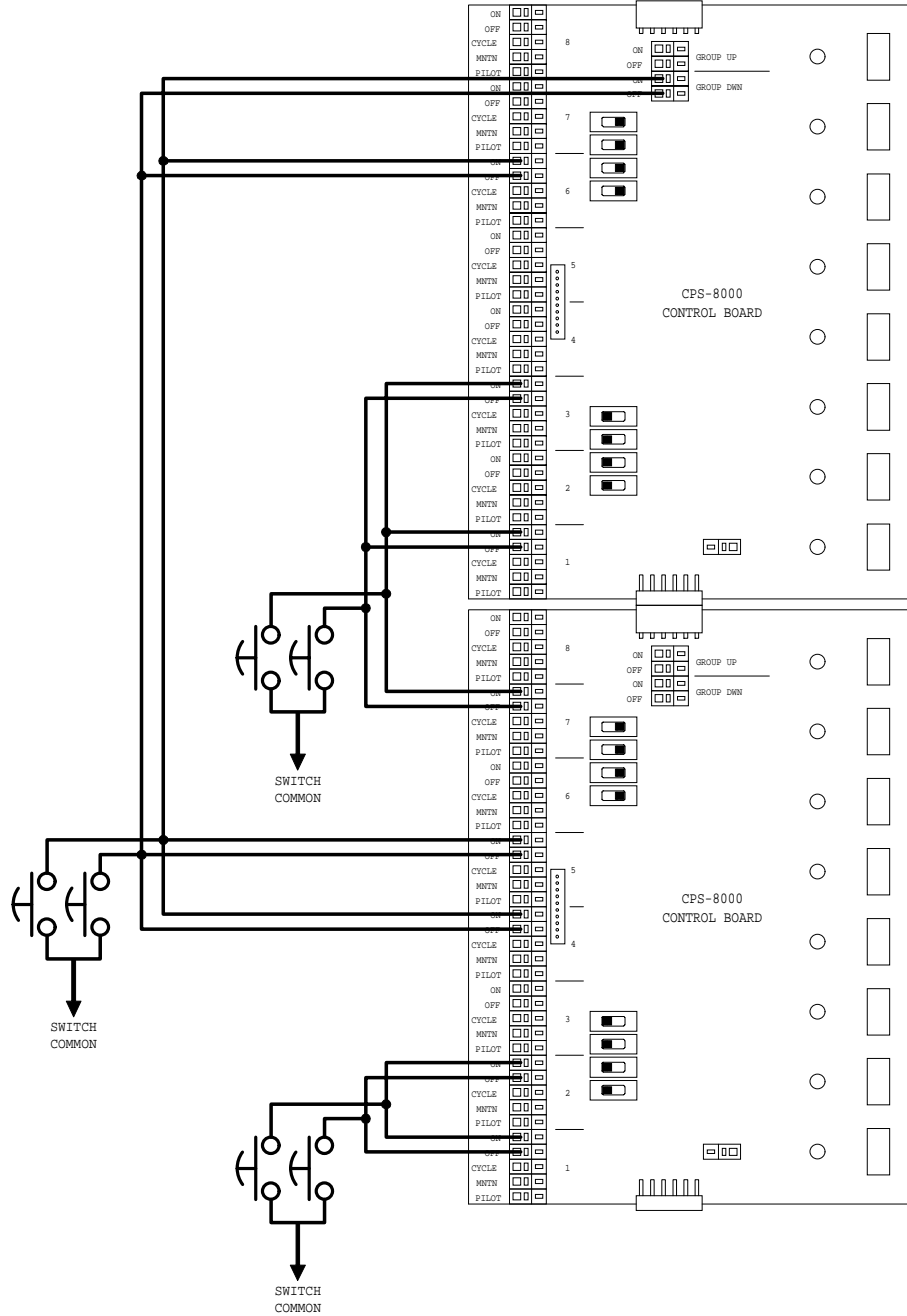 ON
OFF
CYCLE 8
MNTN
PILOT
ON
OFF
CYCLE 7
MNTN
PILOT
ON
OFF
CYCLE 6
MNTN
PILOT
ON
OFF
CYCLE 5
MNTN
PILOT
ON
OFF
CYCLE 4
MNTN
PILOT
ON
OFF
CYCLE 3
MNTN
PILOT
ON
OFF
CYCLE 2
MNTN
PILOT
ON
OFF
CYCLE 1
MNTN
PILOT
ON
OFF
GROUP UP
ON
OFF
GROUP DWN
CPS-8000
CONTROL BOARD
SWITCH
COMMON
ON
OFF
CYCLE 8
MNTN
PILOT
ON
OFF
CYCLE 7
MNTN
PILOT
ON
OFF
CYCLE 6
MNTN
PILOT
ON
OFF
CYCLE 5
MNTN
PILOT
ON
OFF
CYCLE 4
MNTN
PILOT
ON
OFF
CYCLE 3
MNTN
PILOT
ON
OFF
CYCLE 2
MNTN
PILOT
ON
OFF
CYCLE 1
MNTN
PILOT
ON
OFF
GROUP UP
ON
OFF
GROUP DWN
CPS-8000
CONTROL BOARD
SWITCH
COMMON
SWITCH
COMMON